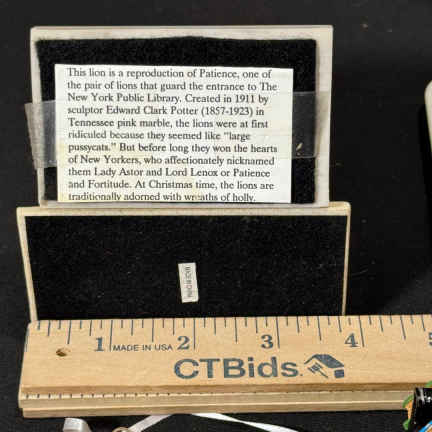 This lion is a reproduction of Patience, one of
the pair of lions that guard the entrance to The
New York Public Library. Created in 1911 by
sculptor Edward Clark Potter (1857-1923) in
Tennessee pink marble, the lions were at first
ridiculed because they seemed like "large
pussycats." But before long they won the hearts
of New Yorkers, who affectionately nicknamed
them Lady Astor and Lord Lenox or Patience
and Fortitude. At Christmas time, the lions are
traditionally adorned with wreaths of holly.
1 MADE IN USA 2 3 4 5
CTBids.